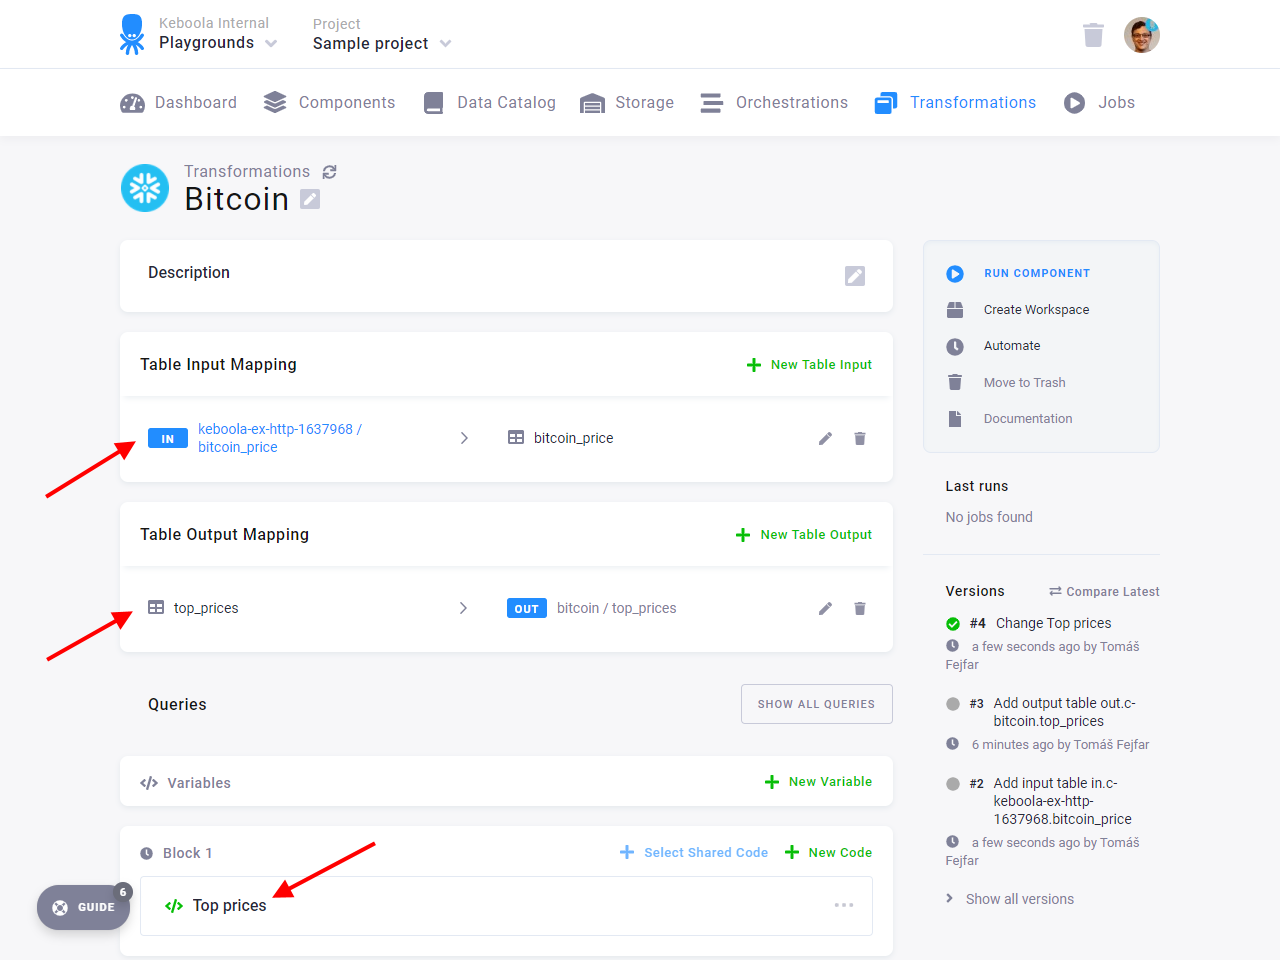 Keboola Internal
Playgrounds
Project
Sample project
Dashboard
Components
Data Catalog
Storage
Orchestrations
Transformations
Jobs
Transformations
Bitcoin
Description
Table Input Mapping
New Table Input
IN
keboola-ex-http-1637968 /
bitcoin_price
bitcoin_price
Table Output Mapping
New Table Output
top_prices
OUT
bitcoin / top_prices
Queries
SHOW ALL QUERIES
Variables
New Variable
Block 1
Select Shared Code
New Code
Top prices
6
GUIDE
RUN COMPONENT
Create Workspace
Automate
Move to Trash
Documentation
Last runs
No jobs found
Versions
Compare Latest
#4 Change Top prices
a few seconds ago by Tomáš
Fejfar
#3 Add output table out.c-
bitcoin.top_prices
6 minutes ago by Tomáš Fejfar
#2 Add input table in.c-
keboola-ex-http-
1637968.bitcoin_price
a few seconds ago by Tomáš
Fejfar
Show all versions